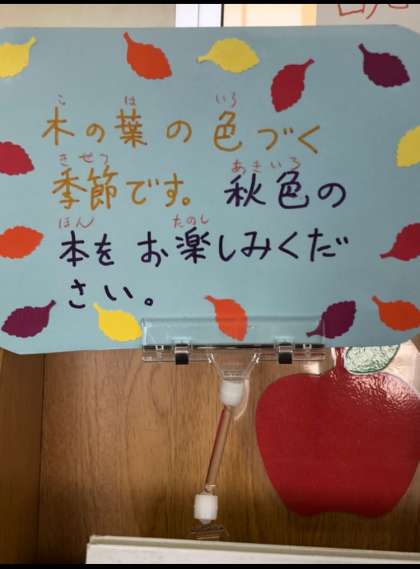 木の葉の色づく
季節です。秋色の
本をお楽しみくだ
さい。